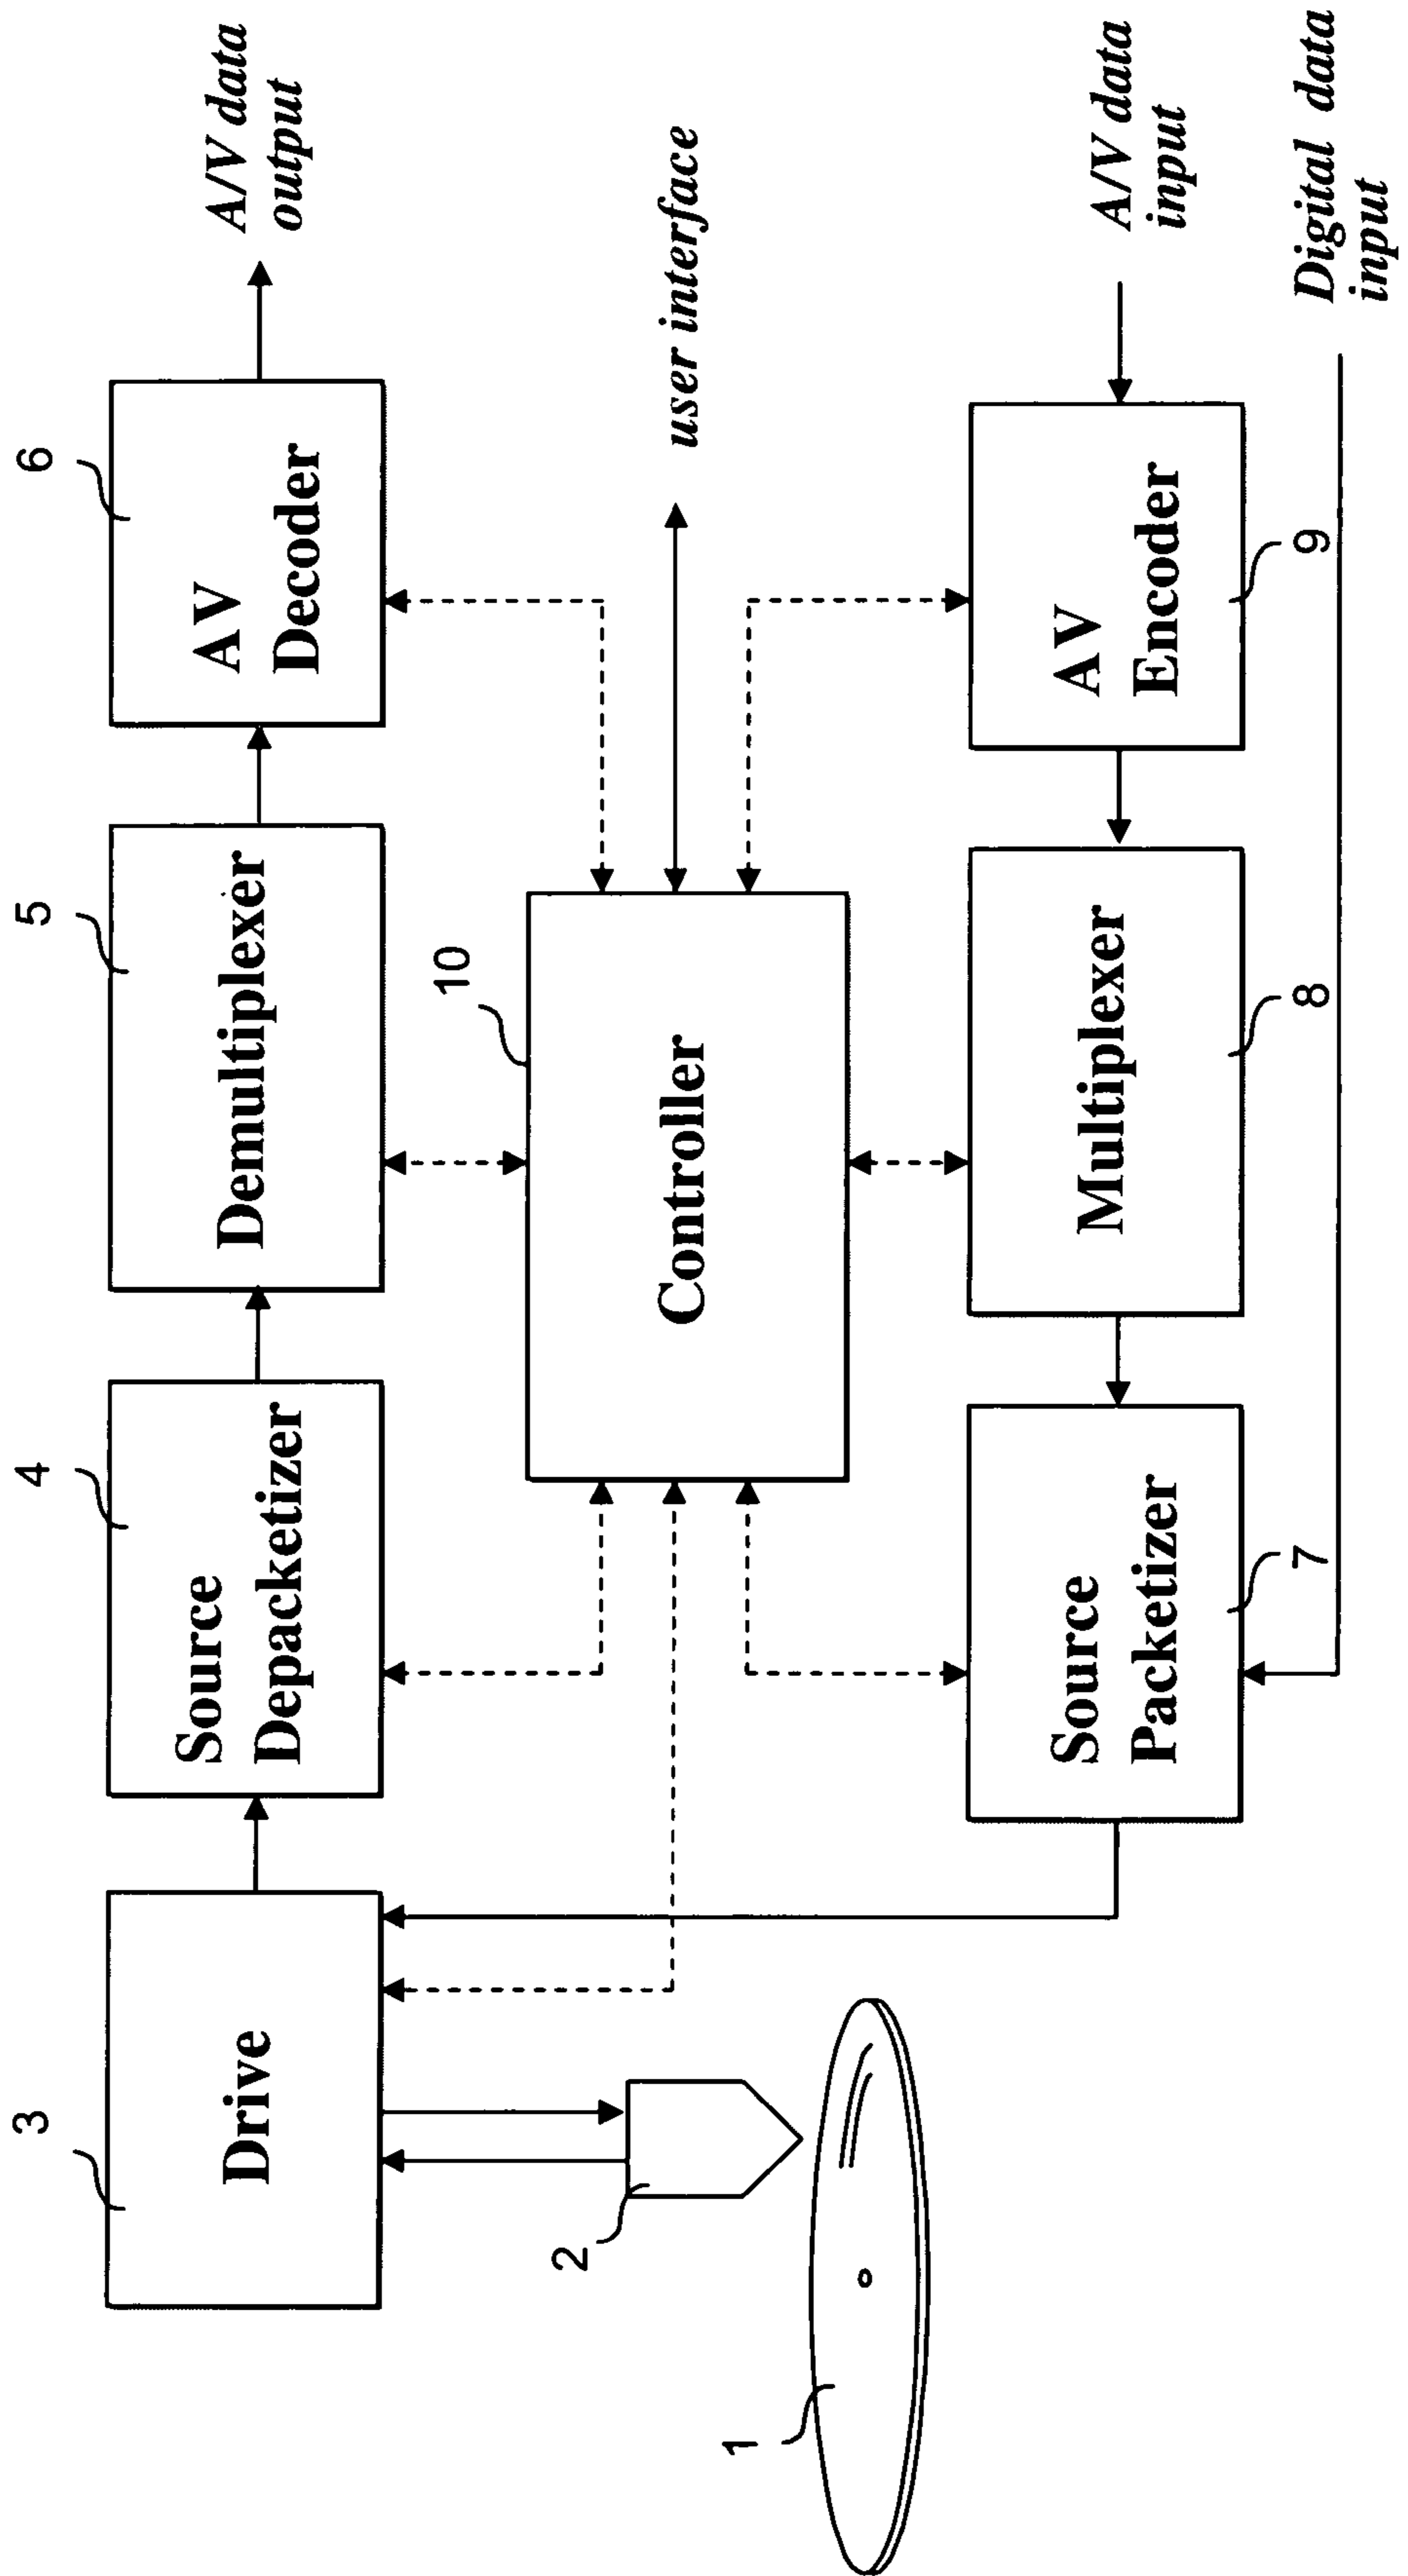 3
4
5
6
Drive
Source
Depacketizer
Demultiplexer
AV
Decoder
A/V data
output
2
10
Controller
user interface
1
Source
Packetizer
Multiplexer
AV
Encoder
A/V data
input
7
8
9
Digital data
input